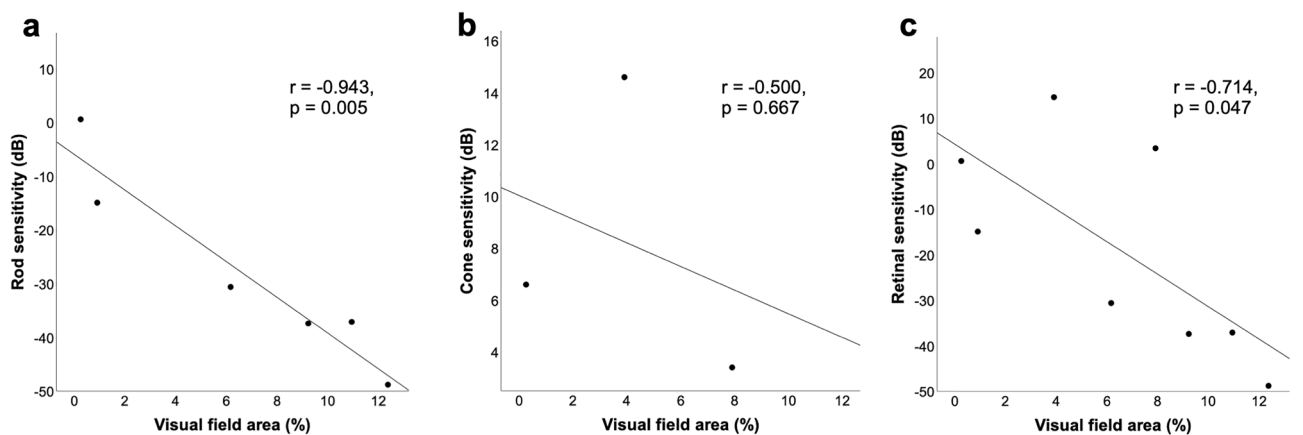 a
r = -0.943,
p = 0.005
Rod sensitivity (dB)
10
0
-10
-20
-30
-40
-50
0 2 4 6 8 10 12
Visual field area (%)
b
r = -0.500,
p = 0.667
Cone sensitivity (dB)
16
14
12
10
8
6
4
0 2 4 6 8 10 12
Visual field area (%)
c
r = -0.714,
p = 0.047
Retinal sensitivity (dB)
20
10
0
-10
-20
-30
-40
-50
0 2 4 6 8 10 12
Visual field area (%)